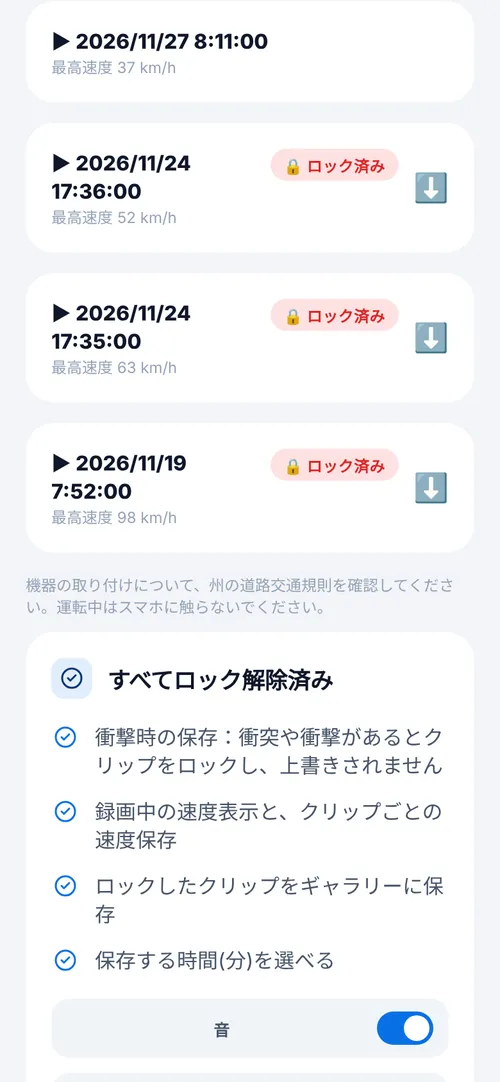 ▶ 2026/11/27 8:11:00
最高速度 37 km/h
▶ 2026/11/24
17:36:00
🔒 ロック済み
⬇️
最高速度 52 km/h
▶ 2026/11/24
17:35:00
🔒 ロック済み
⬇️
最高速度 63 km/h
▶ 2026/11/19
7:52:00
🔒 ロック済み
⬇️
最高速度 98 km/h
機器の取り付けについて、州の道路交通規則を確認してくださ
い。運転中はスマホに触らないでください。
すべてロック解除済み
衝撃時の保存：衝突や衝撃があるとク
リップをロックし、上書きされません
録画中の速度表示と、クリップごとの
速度保存
ロックしたクリップをギャラリーに保
存
保存する時間(分)を選べる
音